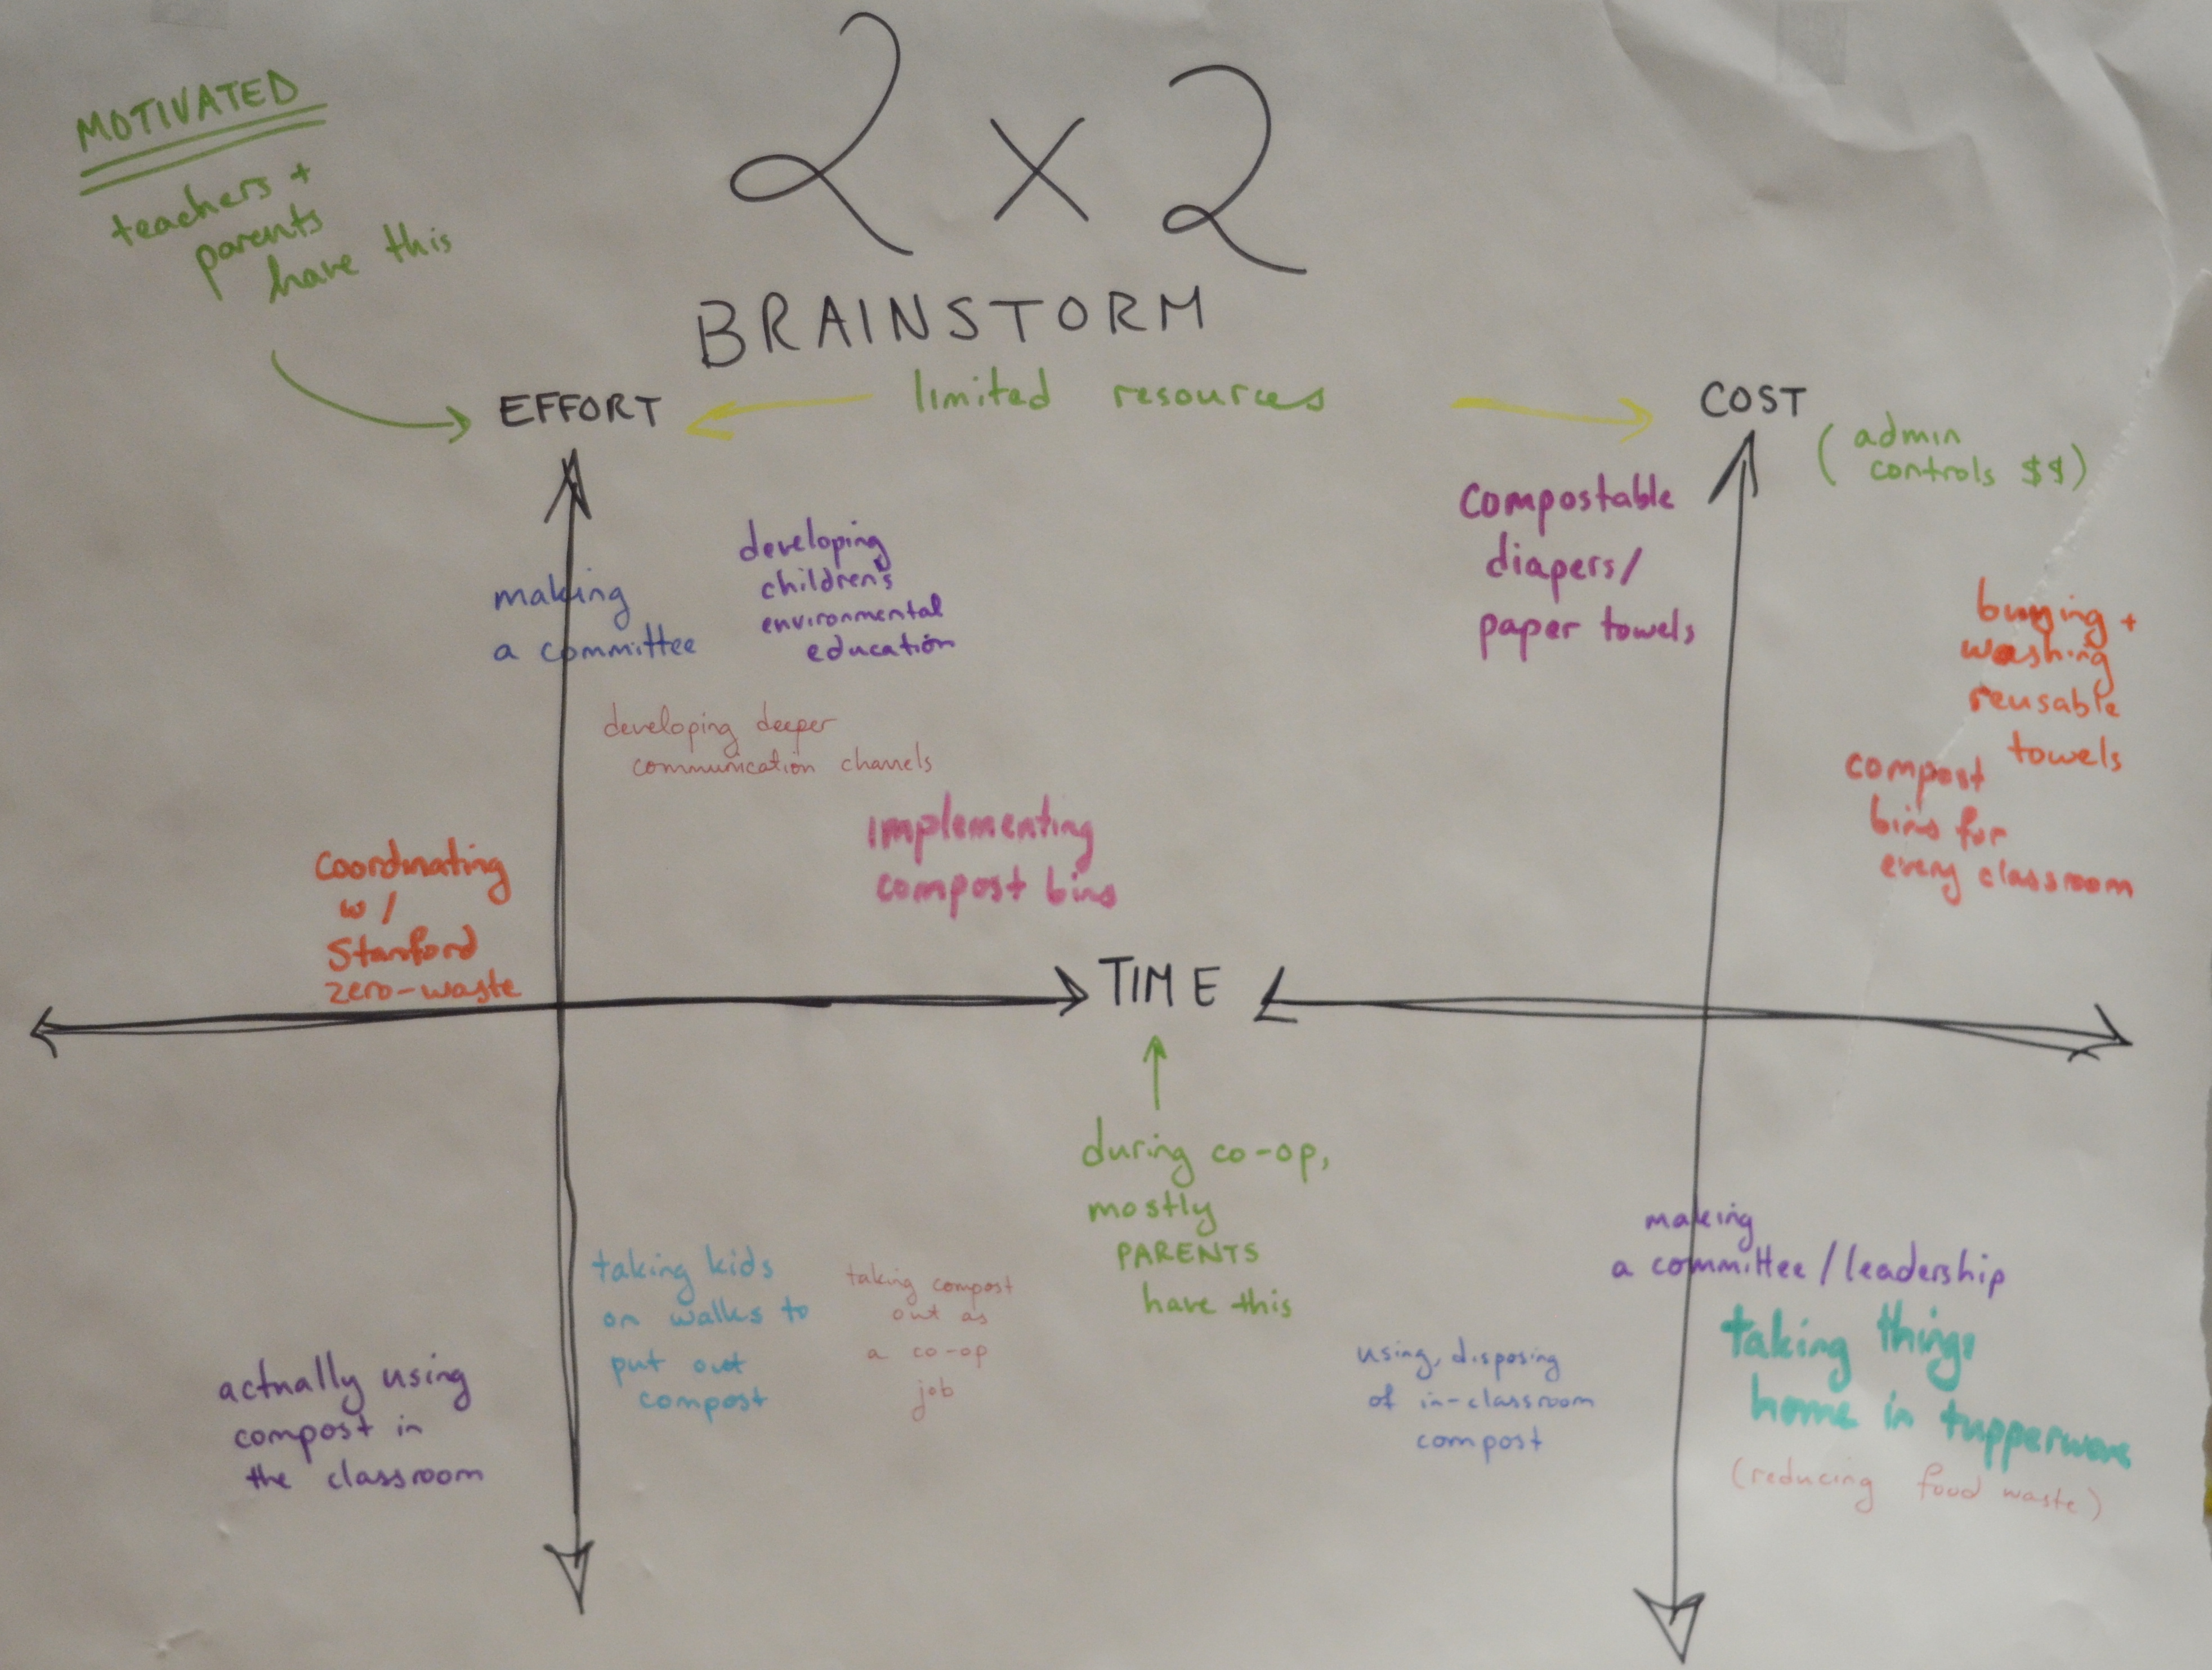 2 x 2
BRAINSTORM
MOTIVATED
teachers +
parents
have this
EFFORT
limited resources
COST
(admin
controls $$)
making
a committee
developing
children's
environmental
education
developing deeper
communication channels
implementing
compost bins
coordinating
w/
Stanford
zero-waste
compostable
diapers/
paper towels
buying +
washing
reusable
towels
compost
bins for
every classroom
TIME
during co-op,
mostly
PARENTS
have this
actually using
compost in
the classroom
taking kids
on walks to
put out
compost
taking compost
out as
a co-op
job
using, disposing
of in-classroom
compost
making
a committee/leadership
taking things
home in tupperware
(reducing food waste)